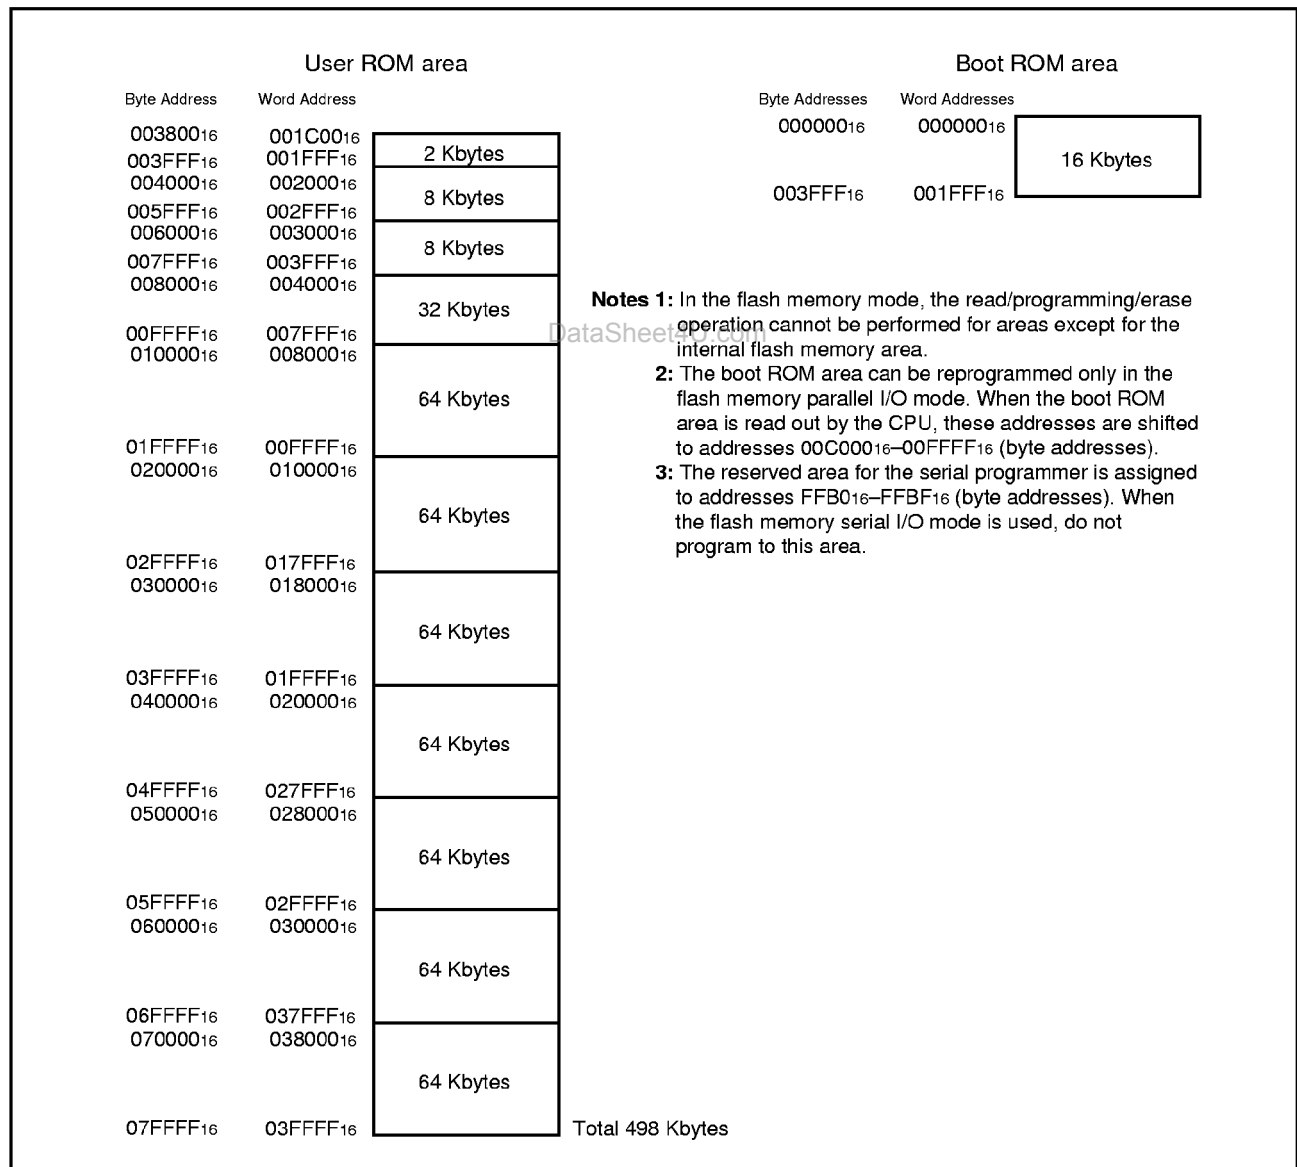 User ROM area
Byte Address Word Address
003800₁₆ 001C00₁₆
2 Kbytes
003FFF₁₆ 001FFF₁₆
004000₁₆ 002000₁₆
8 Kbytes
005FFF₁₆ 002FFF₁₆
006000₁₆ 003000₁₆
8 Kbytes
007FFF₁₆ 003FFF₁₆
008000₁₆ 004000₁₆
32 Kbytes
00FFFF₁₆ 007FFF₁₆
010000₁₆ 008000₁₆
64 Kbytes
01FFFF₁₆ 00FFFF₁₆
020000₁₆ 010000₁₆
64 Kbytes
02FFFF₁₆ 017FFF₁₆
030000₁₆ 018000₁₆
64 Kbytes
03FFFF₁₆ 01FFFF₁₆
040000₁₆ 020000₁₆
64 Kbytes
04FFFF₁₆ 027FFF₁₆
050000₁₆ 028000₁₆
64 Kbytes
05FFFF₁₆ 02FFFF₁₆
060000₁₆ 030000₁₆
64 Kbytes
06FFFF₁₆ 037FFF₁₆
070000₁₆ 038000₁₆
64 Kbytes
07FFFF₁₆ 03FFFF₁₆
Total 498 Kbytes
Boot ROM area
Byte Addresses Word Addresses
000000₁₆ 000000₁₆
16 Kbytes
003FFF₁₆ 001FFF₁₆
Notes 1: In the flash memory mode, the read/programming/erase
operation cannot be performed for areas except for the
internal flash memory area.
2: The boot ROM area can be reprogrammed only in the
flash memory parallel I/O mode. When the boot ROM
area is read out by the CPU, these addresses are shifted
to addresses 00C000₁₆–00FFFF₁₆ (byte addresses).
3: The reserved area for the serial programmer is assigned
to addresses FFB0₁₆–FFBF₁₆ (byte addresses). When
the flash memory serial I/O mode is used, do not
program to this area.
DataSheet4U.com